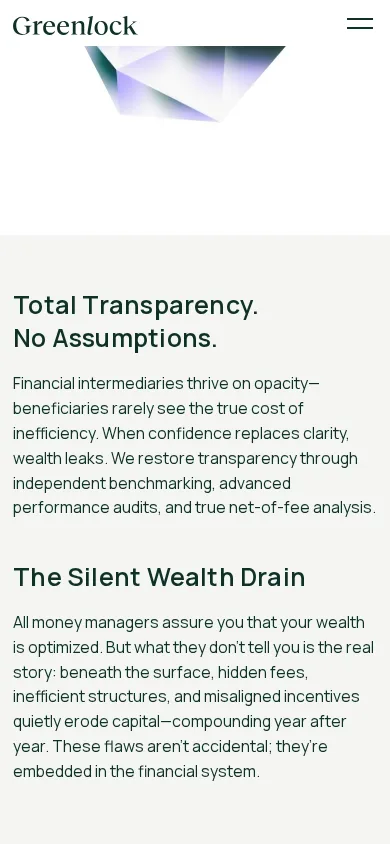 Greenlock
Total Transparency.
No Assumptions.
Financial intermediaries thrive on opacity—
beneficiaries rarely see the true cost of
inefficiency. When confidence replaces clarity,
wealth leaks. We restore transparency through
independent benchmarking, advanced
performance audits, and true net-of-fee analysis.
The Silent Wealth Drain
All money managers assure you that your wealth
is optimized. But what they don't tell you is the real
story: beneath the surface, hidden fees,
inefficient structures, and misaligned incentives
quietly erode capital—compounding year after
year. These flaws aren't accidental; they're
embedded in the financial system.